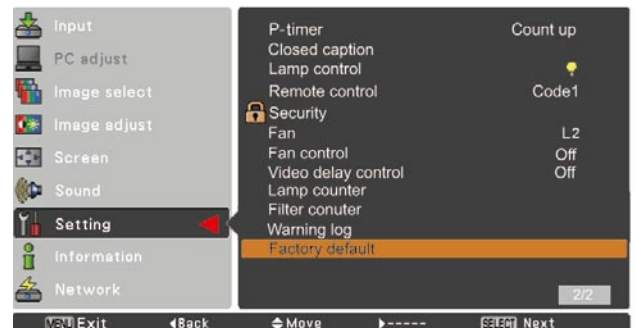 Input
PC adjust
Image select
Image adjust
Screen
Sound
Setting
Information
Network
P-timer Count up
Closed caption
Lamp control
Remote control Code1
Security
Fan L2
Fan control Off
Video delay control Off
Lamp counter
Filter conuter
Warning log
Factory default
2/2
MENU Exit ◀Back Move ▶----- SELECT Next